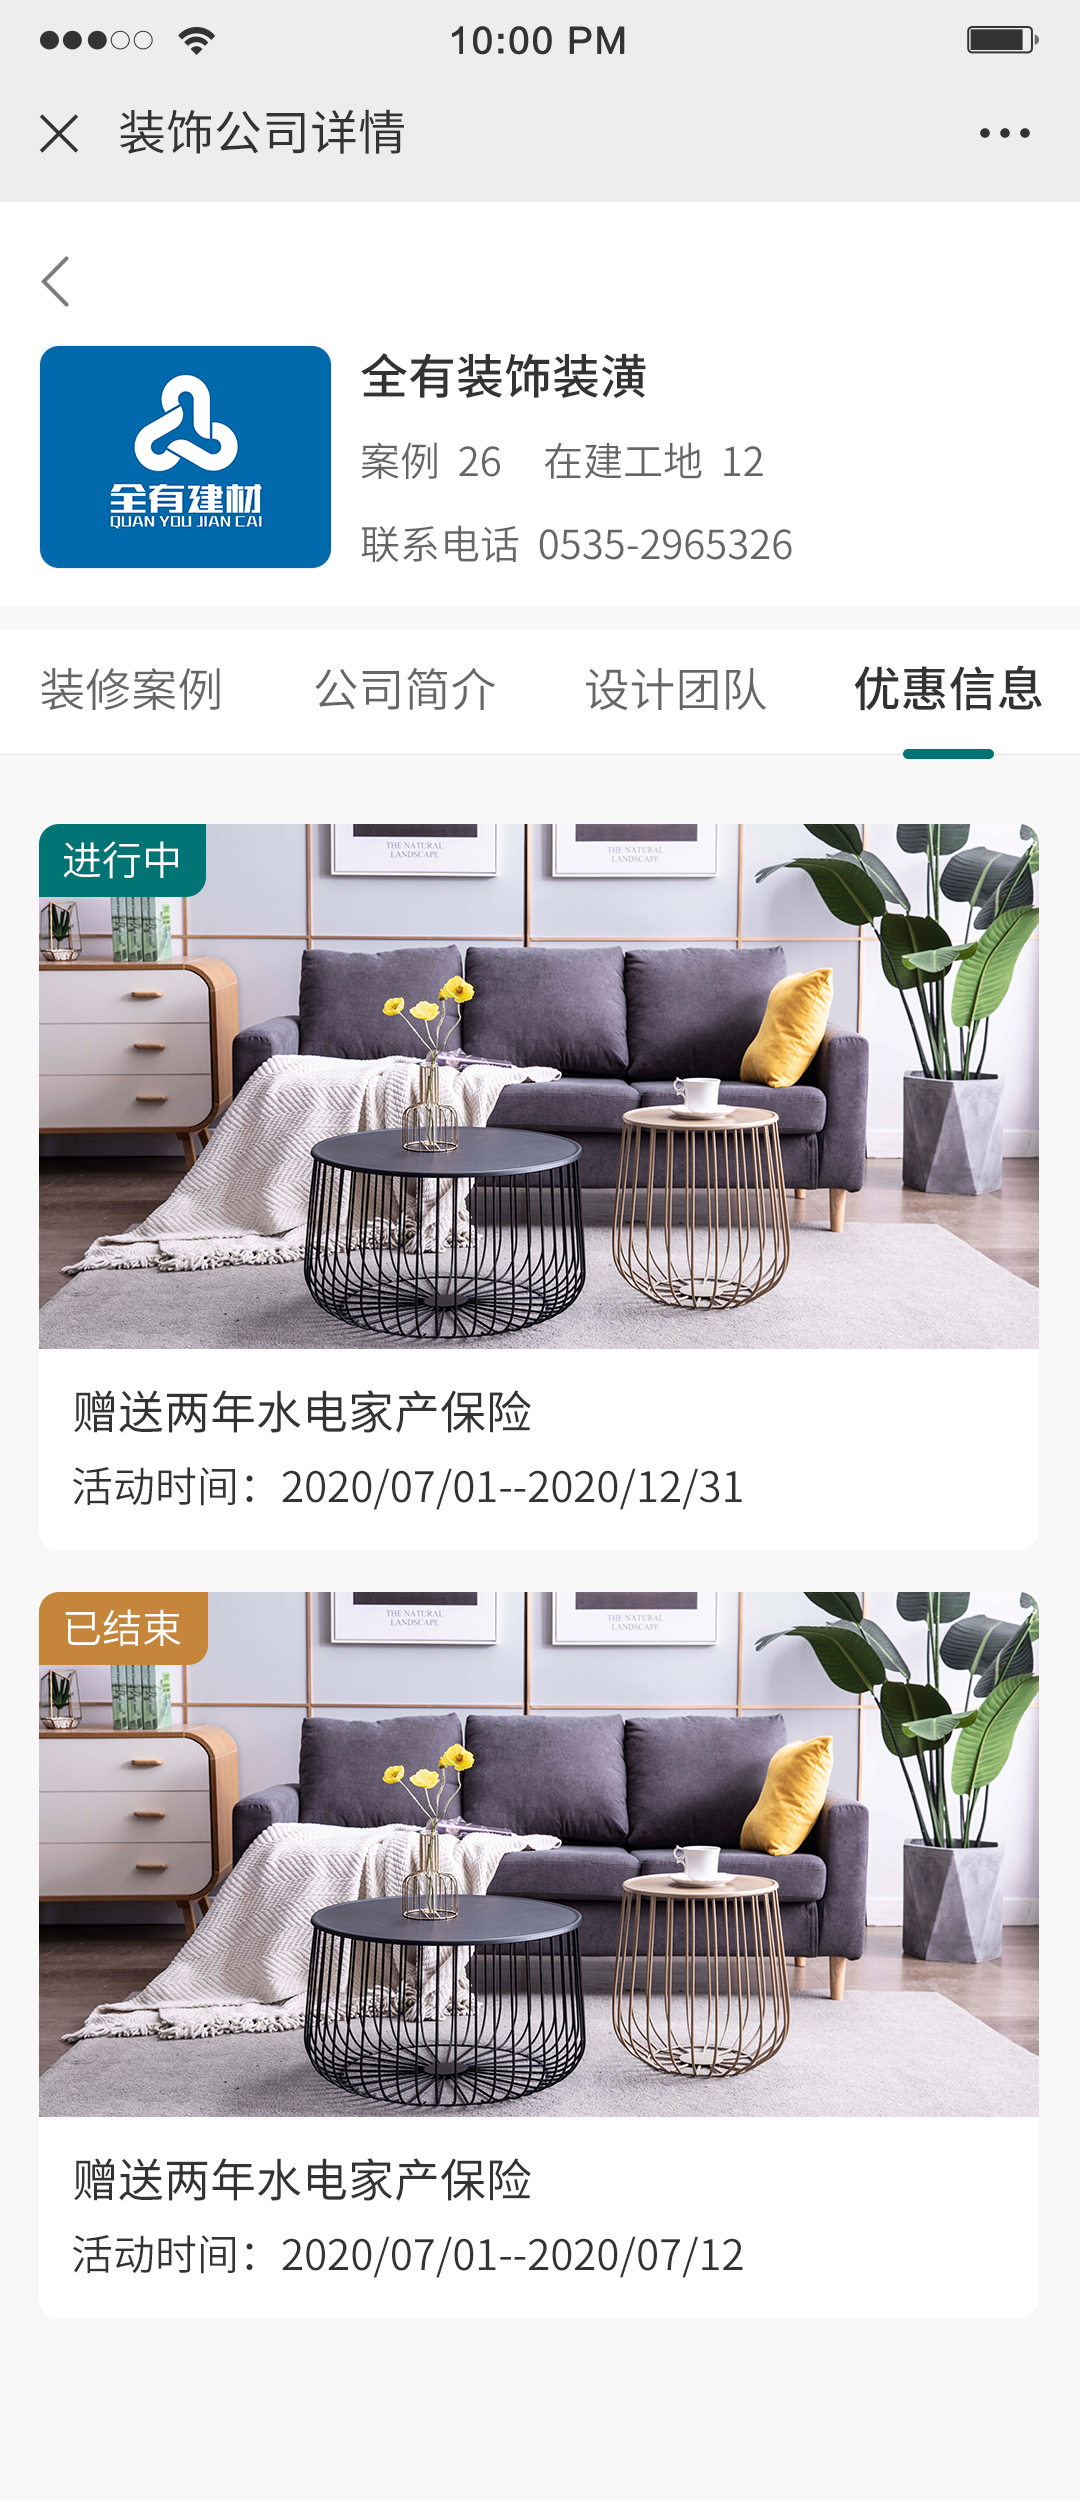 10:00 PM
装饰公司详情
全有建材
QUAN YOU JIAN CAI
全有装饰装潢
案例 26 在建工地 12
联系电话 0535-2965326
装修案例 公司简介 设计团队 优惠信息
进行中
THE NATURAL
LANDSCAPE
THE NATURAL
LANDSCAPE
赠送两年水电家产保险
活动时间：2020/07/01--2020/12/31
已结束
THE NATURAL
LANDSCAPE
THE NATURAL
LANDSCAPE
赠送两年水电家产保险
活动时间：2020/07/01--2020/07/12